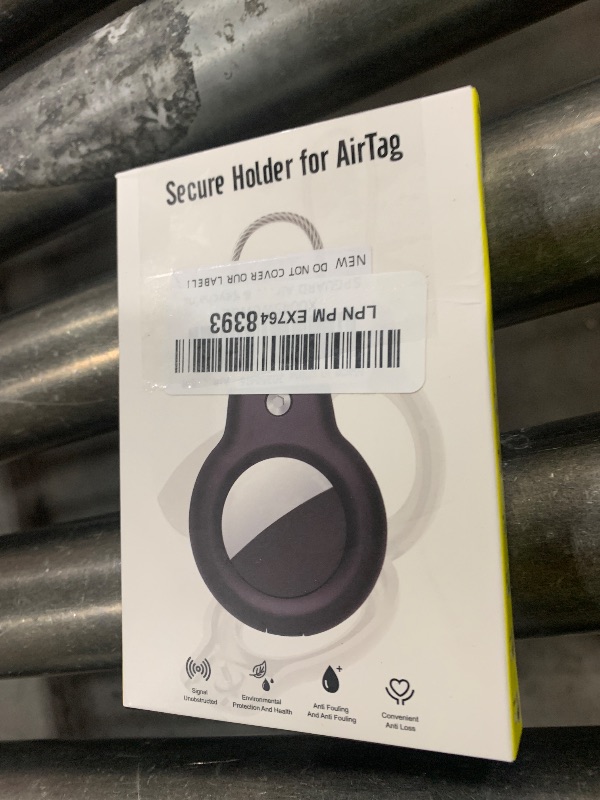 Secure Holder for AirTag
NEW DO NOT COVER OUR LABEL!
LPN PM EX7648393
Signal
Unobstructed
Environmental
Protection And Health
Anti Fouling
And Anti Fouling
Convenient
Anti Loss